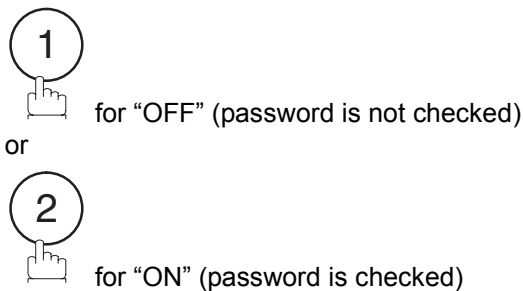 1
for “OFF” (password is not checked)
or
2
for “ON” (password is checked)